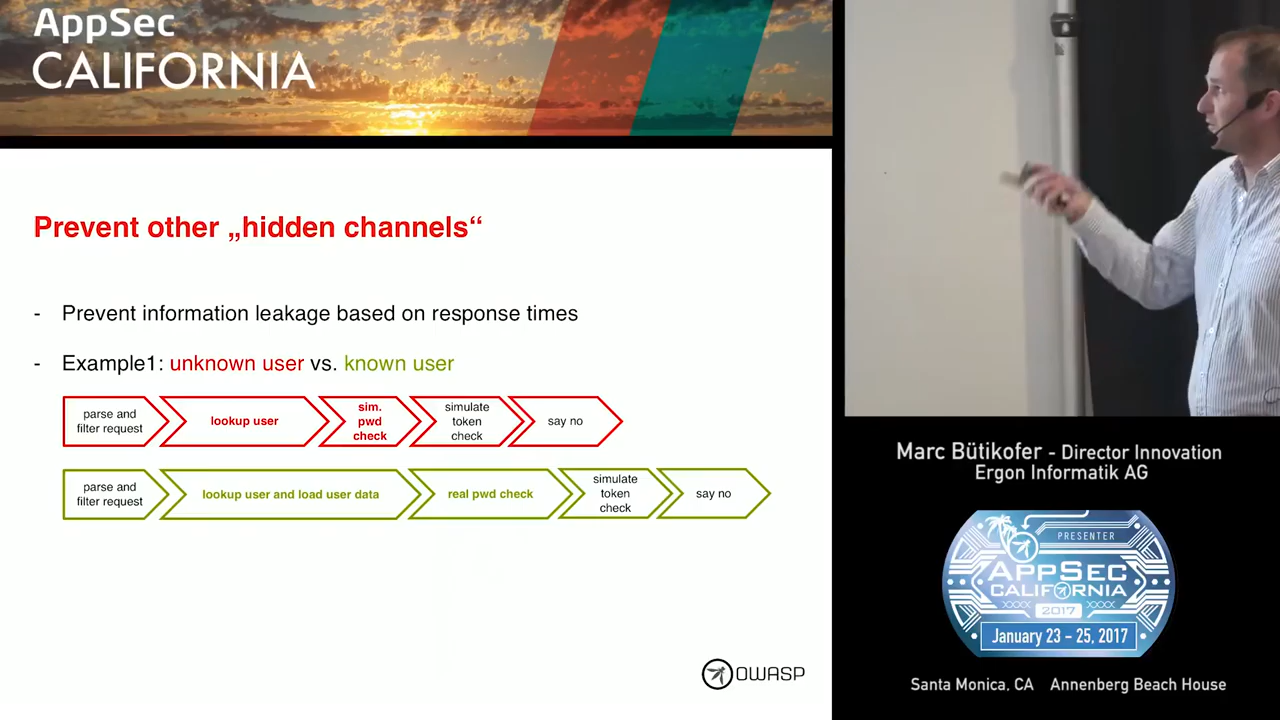 AppSec
CALIFORNIA
Prevent other „hidden channels“
- Prevent information leakage based on response times
- Example1: unknown user vs. known user
parse and
filter request
lookup user
sim.
pwd
check
simulate
token
check
say no
parse and
filter request
lookup user and load user data
real pwd check
simulate
token
check
say no
OWASP
Marc Bütikofer - Director Innovation
Ergon Informatik AG
PRESENTER
APPSEC
CALIFORNIA
2017
January 23 – 25, 2017
Santa Monica, CA Annenberg Beach House